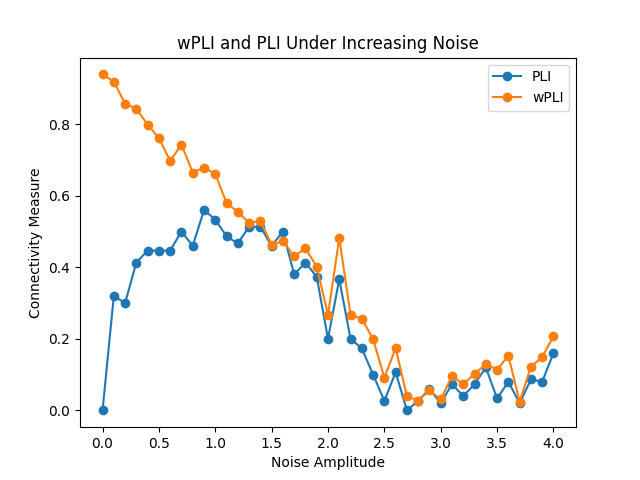 wPLI and PLI Under Increasing Noise
PLI
wPLI
Connectivity Measure
0.8
0.6
0.4
0.2
0.0
0.0 0.5 1.0 1.5 2.0 2.5 3.0 3.5 4.0
Noise Amplitude